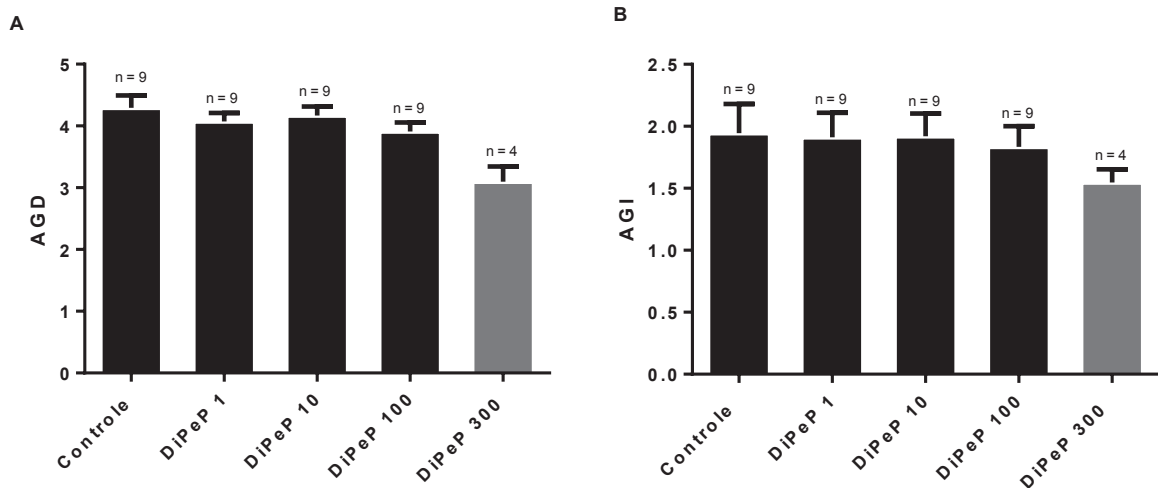 A
AGD
5
4
3
2
1
0
n = 9
n = 9
n = 9
n = 9
n = 4
Controle
DiPeP 1
DiPeP 10
DiPeP 100
DiPeP 300
B
AGI
2.5
2.0
1.5
1.0
0.5
0.0
n = 9
n = 9
n = 9
n = 9
n = 4
Controle
DiPeP 1
DiPeP 10
DiPeP 100
DiPeP 300